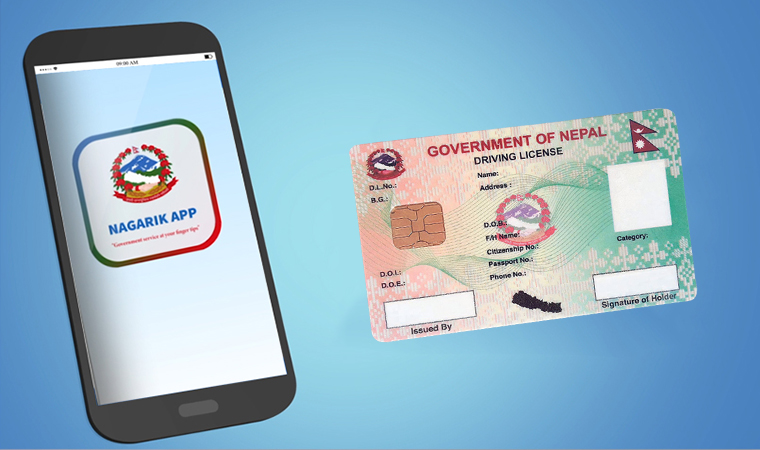 09:00 AM
NAGARIK APP
"Government service at your finger tips"
GOVERNMENT OF NEPAL
DRIVING LICENSE
D.L.No.:
B.G.:
Name:
Address :
D.O.B.:
F/H Name:
Citizenship No.:
Passport No.:
Phone No.:
Category:
D.O.I.:
D.O.E.:
Issued By
Signature of Holder